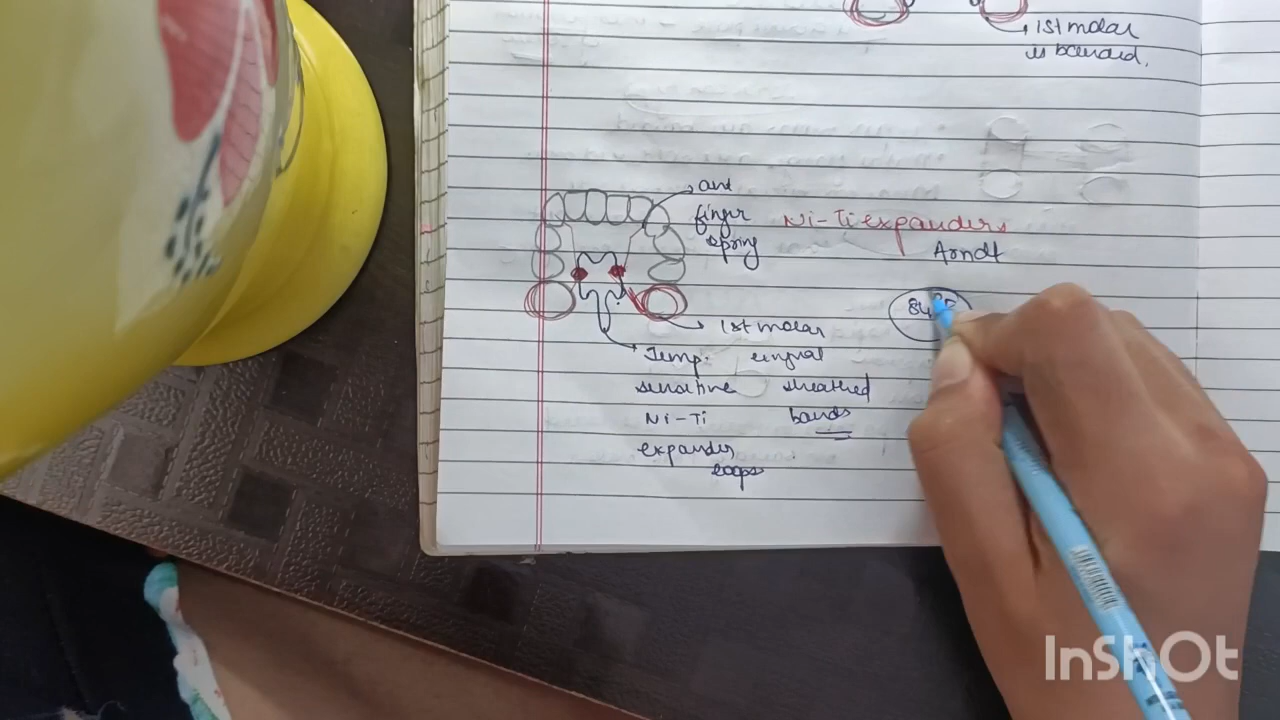 1st molar
is banded.
ant
finger
spring
Ni-Ti expanders
Arndt
1st molar
Temp. lingual
sensitive sheathed
Ni-Ti bands
expander
loops
InShOt